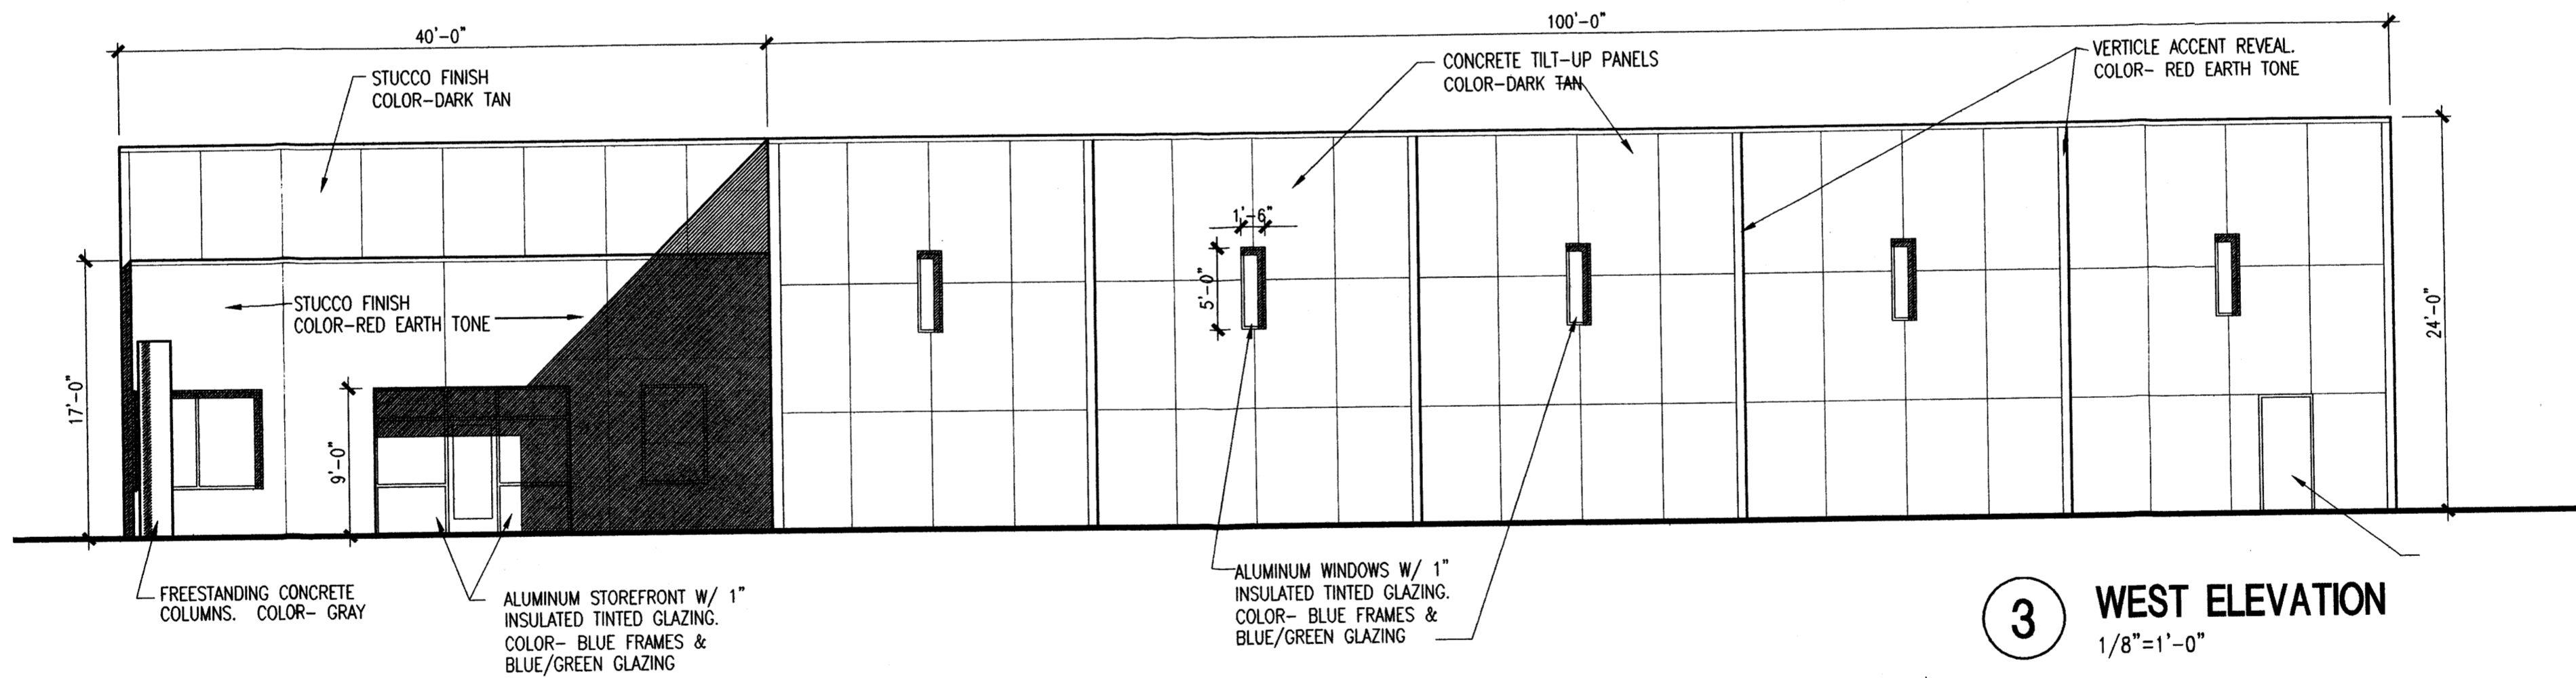 40'-0"
100'-0"
STUCCO FINISH
COLOR-DARK TAN
CONCRETE TILT-UP PANELS
COLOR-DARK TAN
VERTICLE ACCENT REVEAL.
COLOR- RED EARTH TONE
1'-6"
5'-0"
STUCCO FINISH
COLOR-RED EARTH TONE
17'-0"
9'-0"
24'-0"
FREESTANDING CONCRETE
COLUMNS. COLOR- GRAY
ALUMINUM STOREFRONT W/ 1"
INSULATED TINTED GLAZING.
COLOR- BLUE FRAMES &
BLUE/GREEN GLAZING
ALUMINUM WINDOWS W/ 1"
INSULATED TINTED GLAZING.
COLOR- BLUE FRAMES &
BLUE/GREEN GLAZING
3
WEST ELEVATION
1/8"=1'-0"